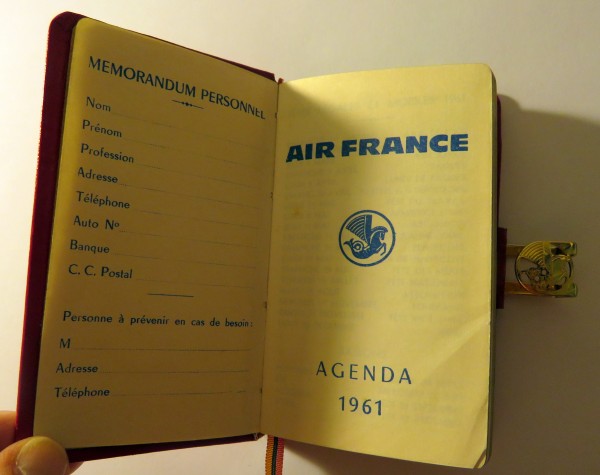 MEMORANDUM PERSONNEL
Nom
Prénom
Profession
Adresse
Téléphone
Auto Nº
Banque
C. C. Postal
Personne à prévenir en cas de besoin :
M
Adresse
Téléphone
AIR FRANCE
AGENDA
1961